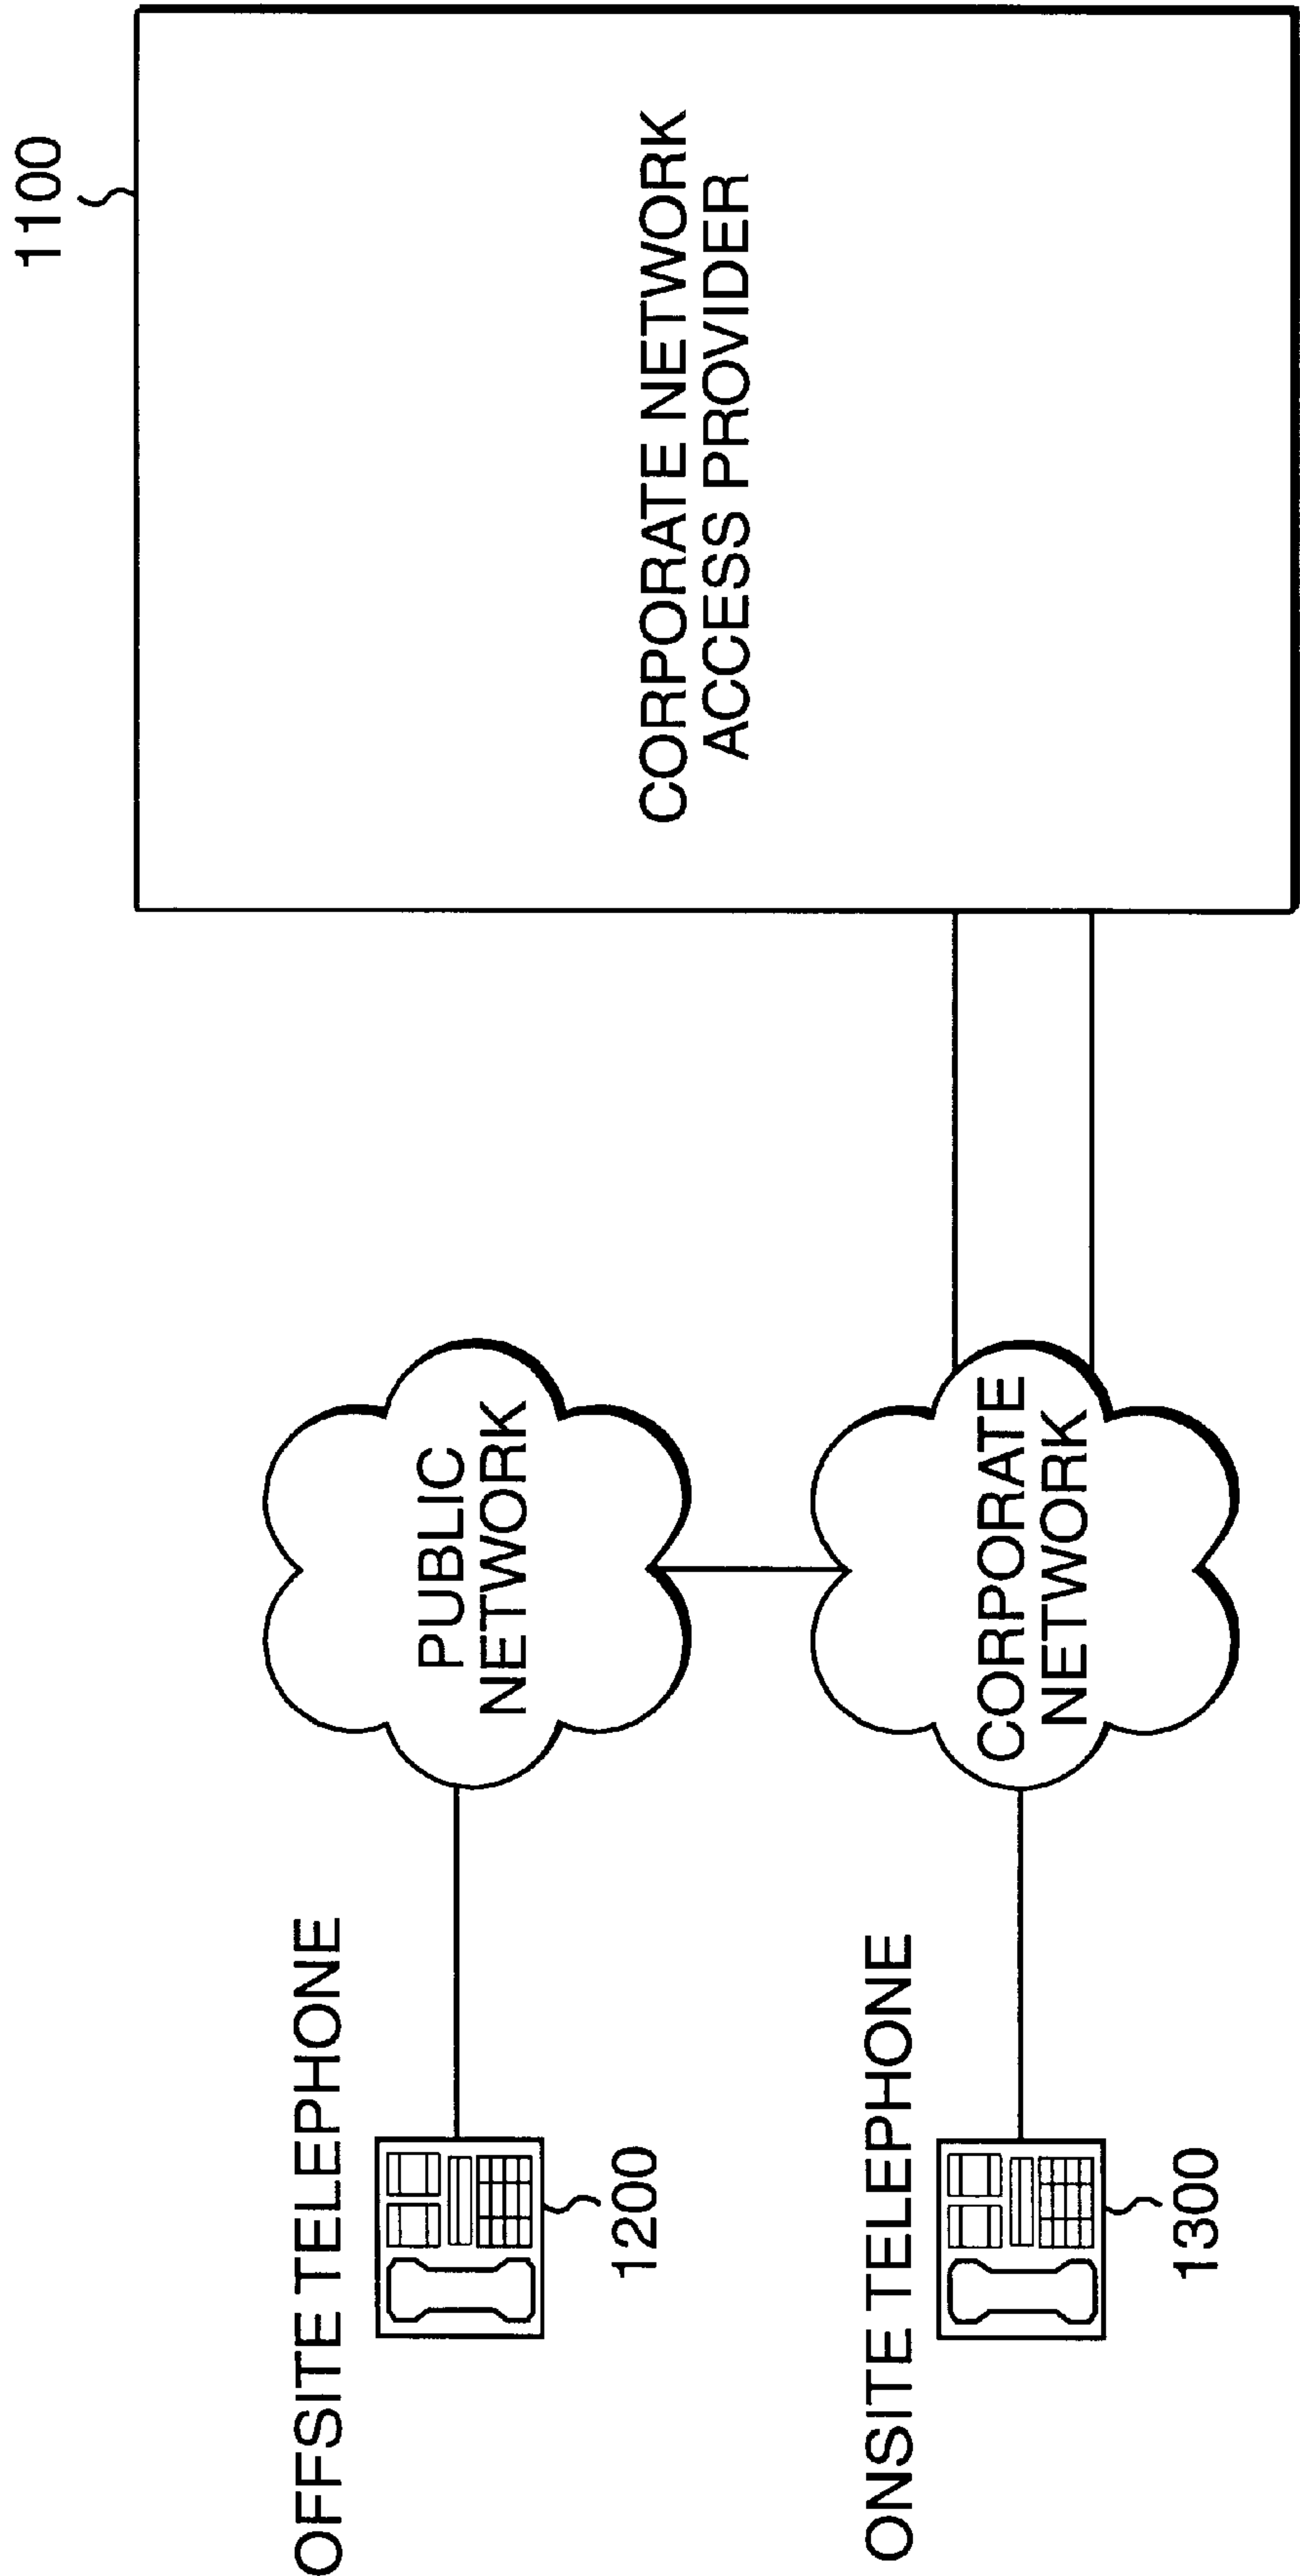 1100
OFFSITE TELEPHONE
1200
PUBLIC
NETWORK
CORPORATE NETWORK
ACCESS PROVIDER
ONSITE TELEPHONE
1300
CORPORATE
NETWORK